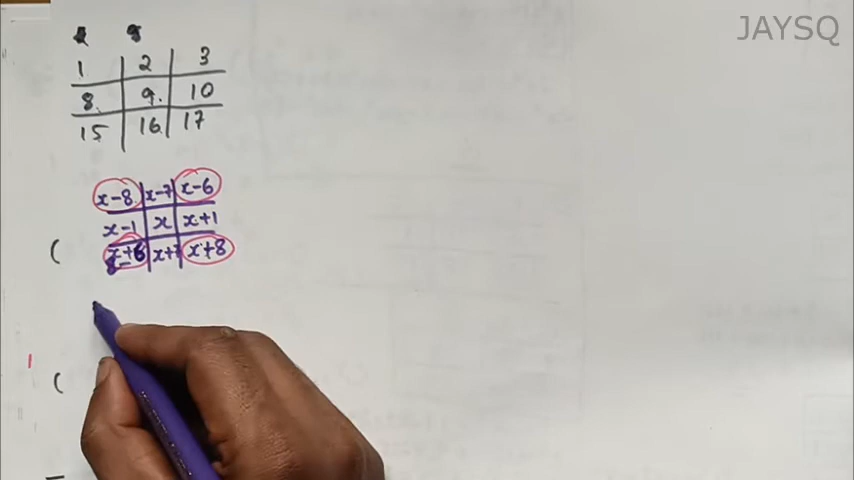 JAYSQ
1 2 3
8. 9. 10
15 16. 17
x-8. x-7 x-6
x-1 x x+1
( x+6 x+7 x+8
(